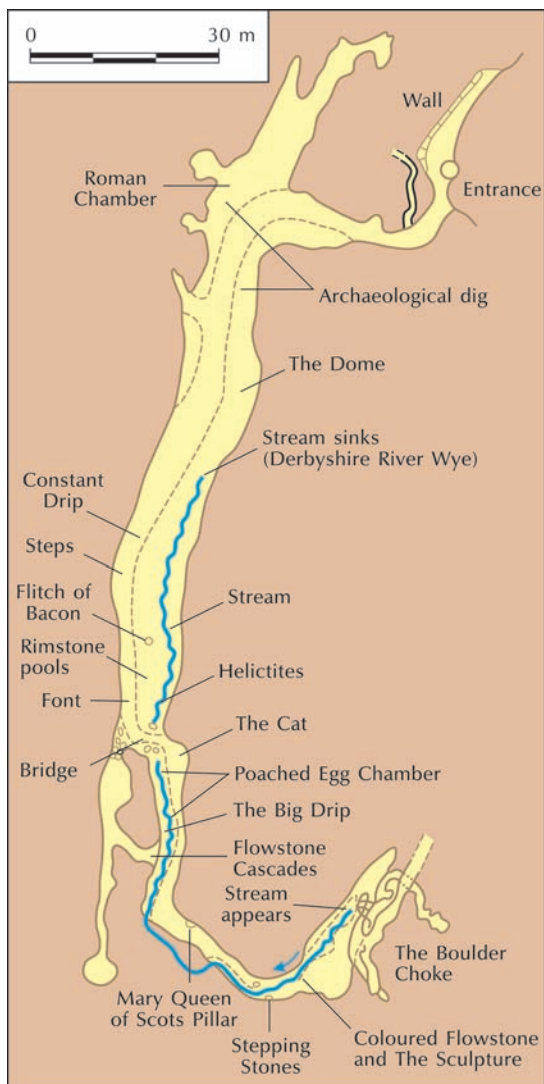 0
30 m
Wall
Roman
Chamber
Entrance
Archaeological dig
The Dome
Stream sinks
(Derbyshire River Wye)
Constant
Drip
Steps
Flitch of
Bacon
Stream
Rimstone
pools
Helictites
Font
The Cat
Bridge
Poached Egg Chamber
The Big Drip
Flowstone
Cascades
Stream
appears
The Boulder
Choke
Mary Queen
of Scots Pillar
Stepping
Stones
Coloured Flowstone
and The Sculpture